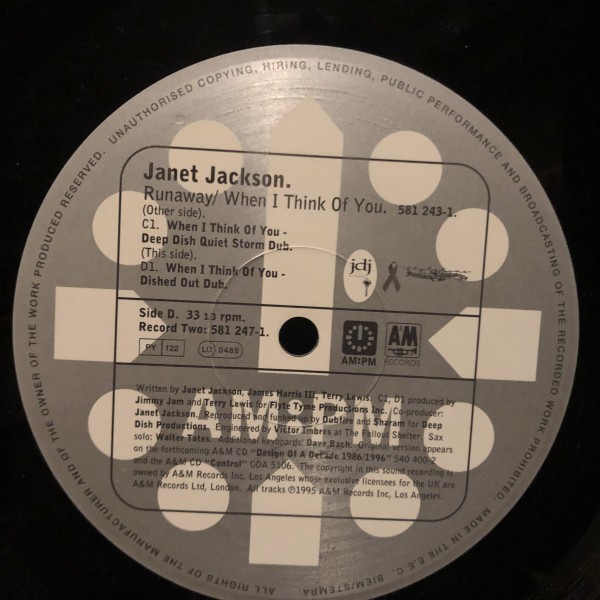 UNAUTHORISED COPYING, HIRING, LENDING, PUBLIC PERFORMANCE AND BROADCASTING OF THE RECORDED WORK PROHIBITED. MADE IN THE E.E.C. BIEM/STEMRA. ALL RIGHTS OF THE MANUFACTURER AND OF THE OWNER OF THE WORK PRODUCED RESERVED.
Janet Jackson.
Runaway/ When I Think Of You. 581 243-1.
(Other side).
C1. When I Think Of You -
Deep Dish Quiet Storm Dub.
(This side).
D1. When I Think Of You -
Dished Out Dub.
jdj
Side D. 33 13 rpm.
Record Two: 581 247-1.
PY 122
LC 0485
AM:PM
AM
RECORDS
AM:PM
Written by Janet Jackson, James Harris III, Terry Lewis. C1, D1 produced by
Jimmy Jam and Terry Lewis for Flyte Tyme Productions Inc. /Co-producer:
Janet Jackson. Reproduced and funked up by Dubfire and Sharam for Deep
Dish Productions. Engineered by Victor Imbres at The Fallout Shelter. Sax
solo: Walter Tates. Additional keyboards: Dave Bach. Original version appears
on the forthcoming A&M CD "Design Of A Decade 1986/1996" 540 400-2
and the A&M CD "Control" CDA 5106. The copyright in this sound recording is
owned by A&M Records Inc, Los Angeles whose exclusive licensees for the UK are
A&M Records Ltd, London. All tracks ℗1995 A&M Records Inc, Los Angeles.